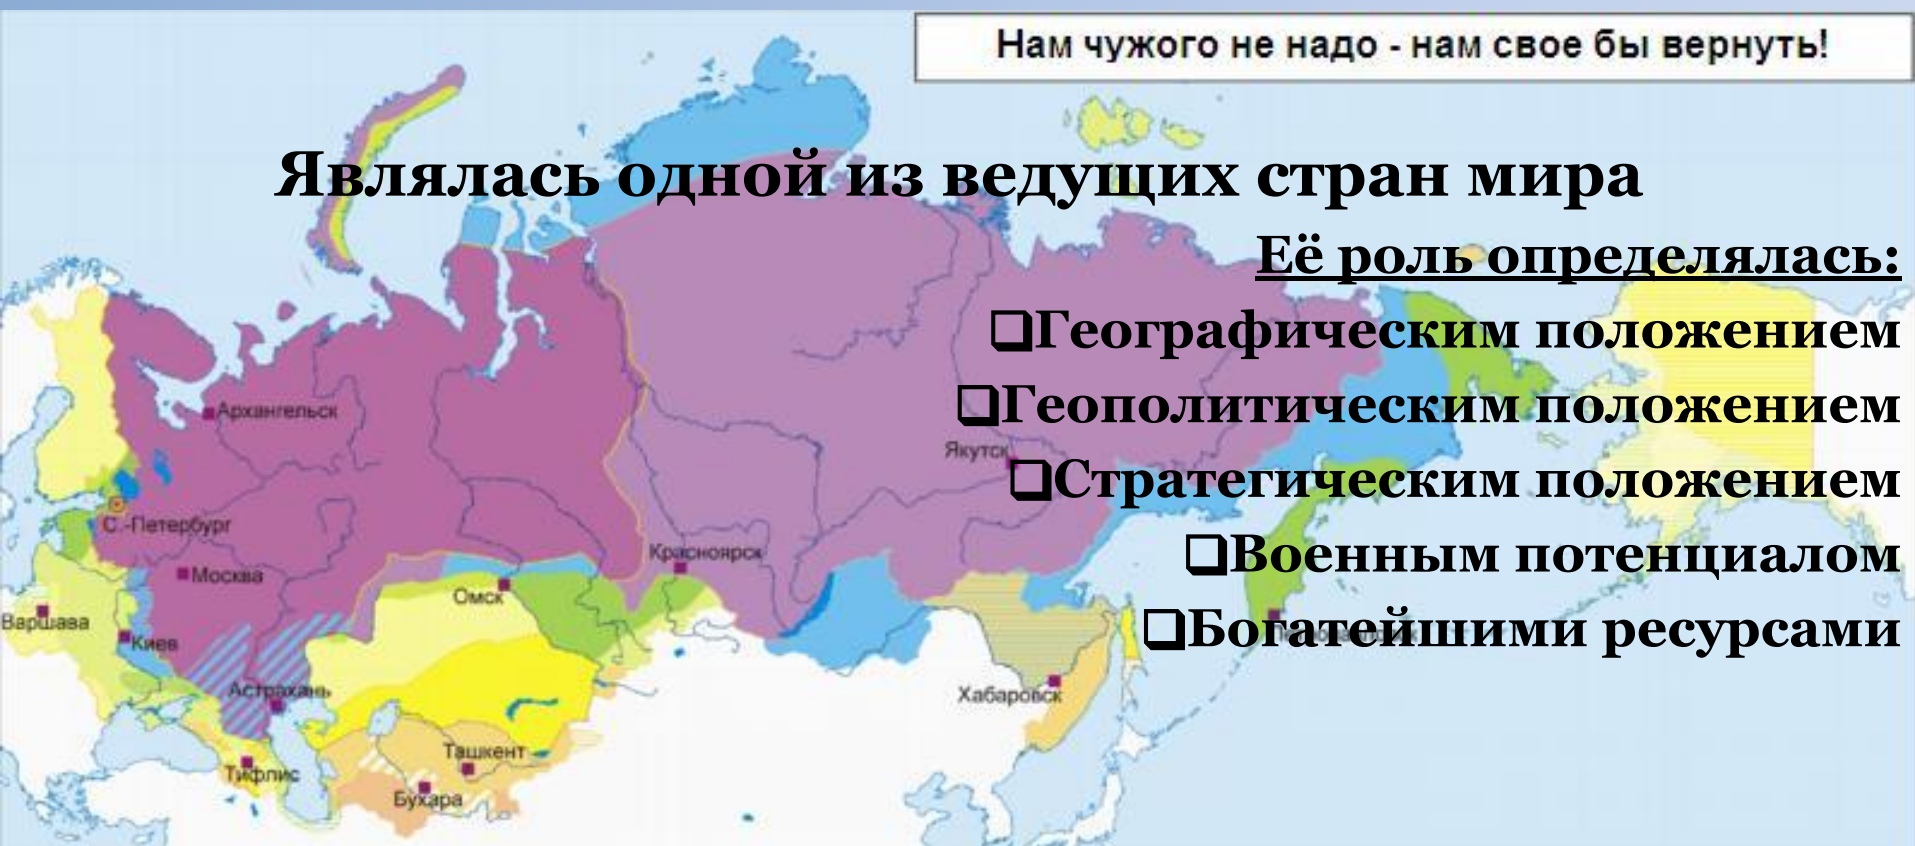 Нам чужого не надо - нам свое бы вернуть!
Являлась одной из ведущих стран мира
Её роль определялась:
❑Географическим положением
❑Геополитическим положением
❑Стратегическим положением
❑Военным потенциалом
❑Богатейшими ресурсами
Архангельск
Якутск
С.-Петербург
Красноярск
Москва
Омск
Варшава
Киев
Астрахань
Хабаровск
Ташкент
Тифлис
Бухара